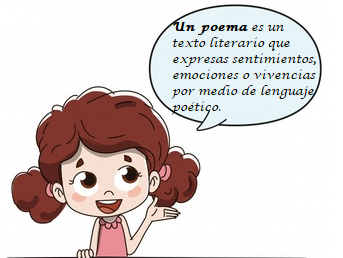 Un poema es un
texto literario que
expresas sentimientos,
emociones o vivencias
por medio de lenguaje
poético.